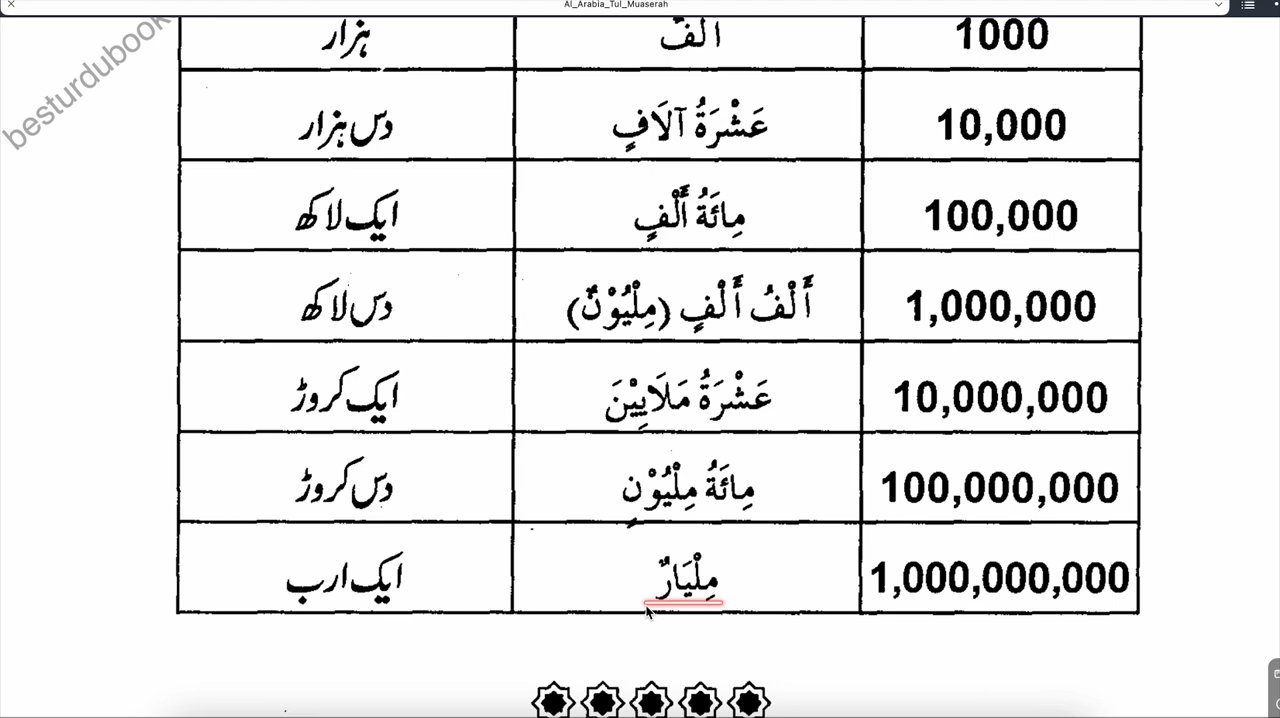 Al_Arabia_Tul_Muaserah
besturdubook
1000 أَلْفٌ ہزار
10,000 عَشْرَةُ آلَافٍ دس ہزار
100,000 مِائَةُ أَلْفٍ ایک لاکھ
1,000,000 أَلْفُ أَلْفٍ (مِلْيُوْنٌ) دس لاکھ
10,000,000 عَشْرَةُ مَلَايِيْنَ ایک کروڑ
100,000,000 مِائَةُ مِلْيُوْنٍ دس کروڑ
1,000,000,000 مِلْيَارٌ ایک ارب